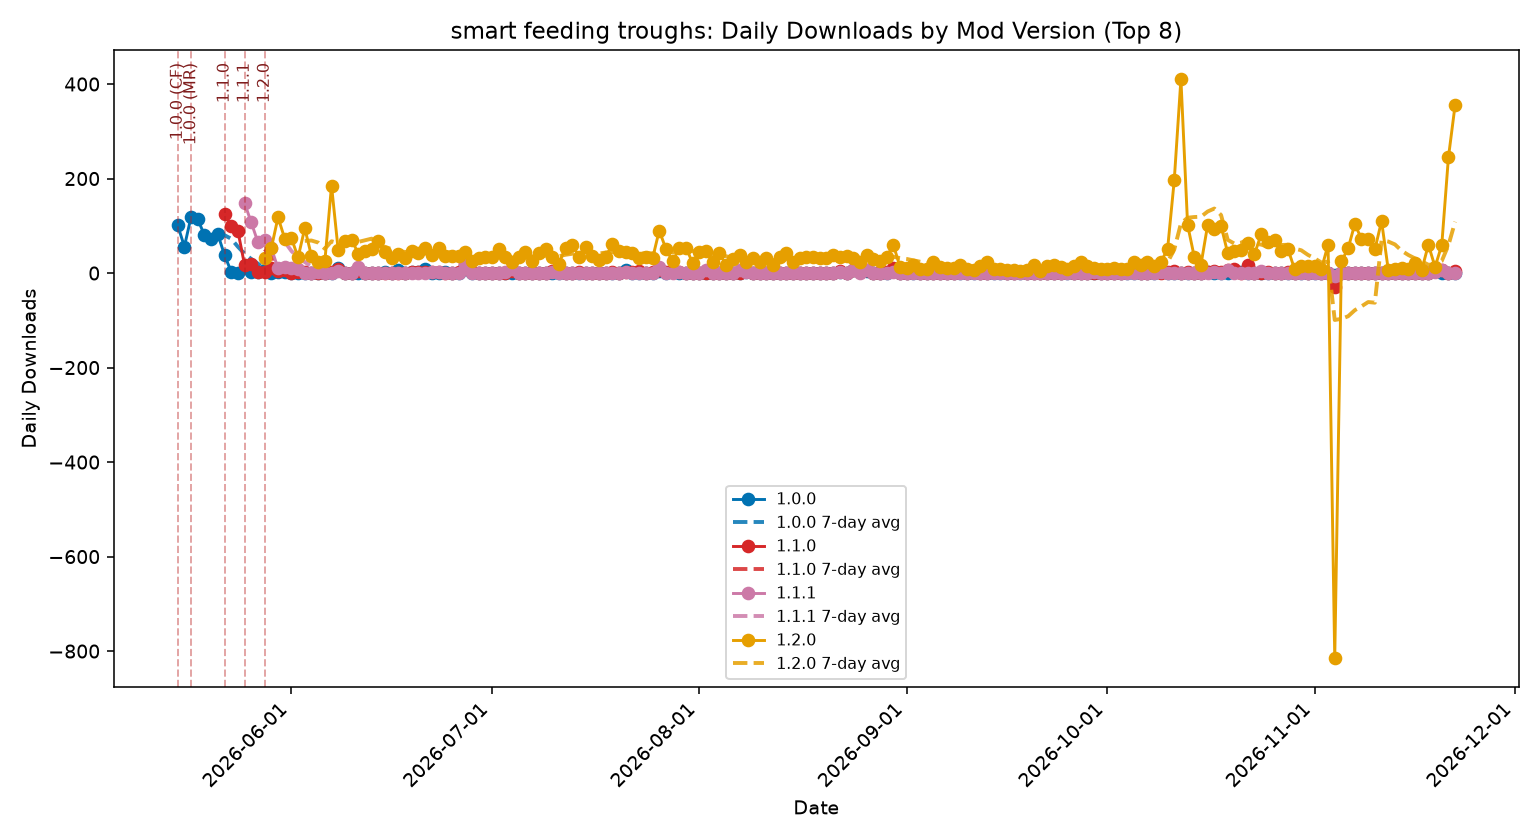 smart feeding troughs: Daily Downloads by Mod Version (Top 8)
1.0.0 (CF)
1.0.0 (MR)
1.1.0
1.1.1
1.2.0
Daily Downloads
400
200
0
−200
−400
−600
−800
1.0.0
1.0.0 7-day avg
1.1.0
1.1.0 7-day avg
1.1.1
1.1.1 7-day avg
1.2.0
1.2.0 7-day avg
2026-06-01
2026-07-01
2026-08-01
2026-09-01
2026-10-01
2026-11-01
2026-12-01
Date